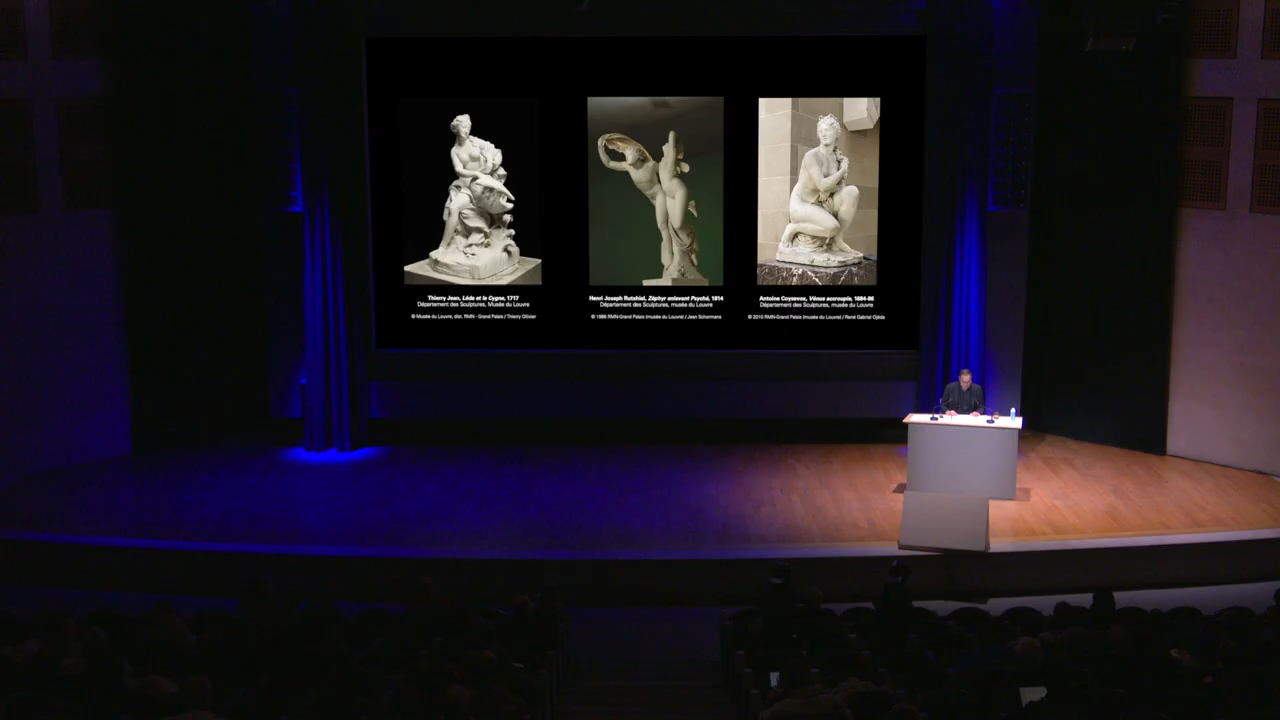 Thierry Jean, Léda et le Cygne, 1717
Département des Sculptures, Musée du Louvre
© Musée du Louvre, dist. RMN - Grand Palais / Thierry Ollivier
Henri Joseph Rutxhiel, Zéphyr enlevant Psyché, 1814
Département des Sculptures, musée du Louvre
© 1986 RMN-Grand Palais (musée du Louvre) / Jean Schormans
Antoine Coysevox, Vénus accroupie, 1684-86
Département des Sculptures, musée du Louvre
© 2010 RMN-Grand Palais (musée du Louvre) / René Gabriel Ojéda